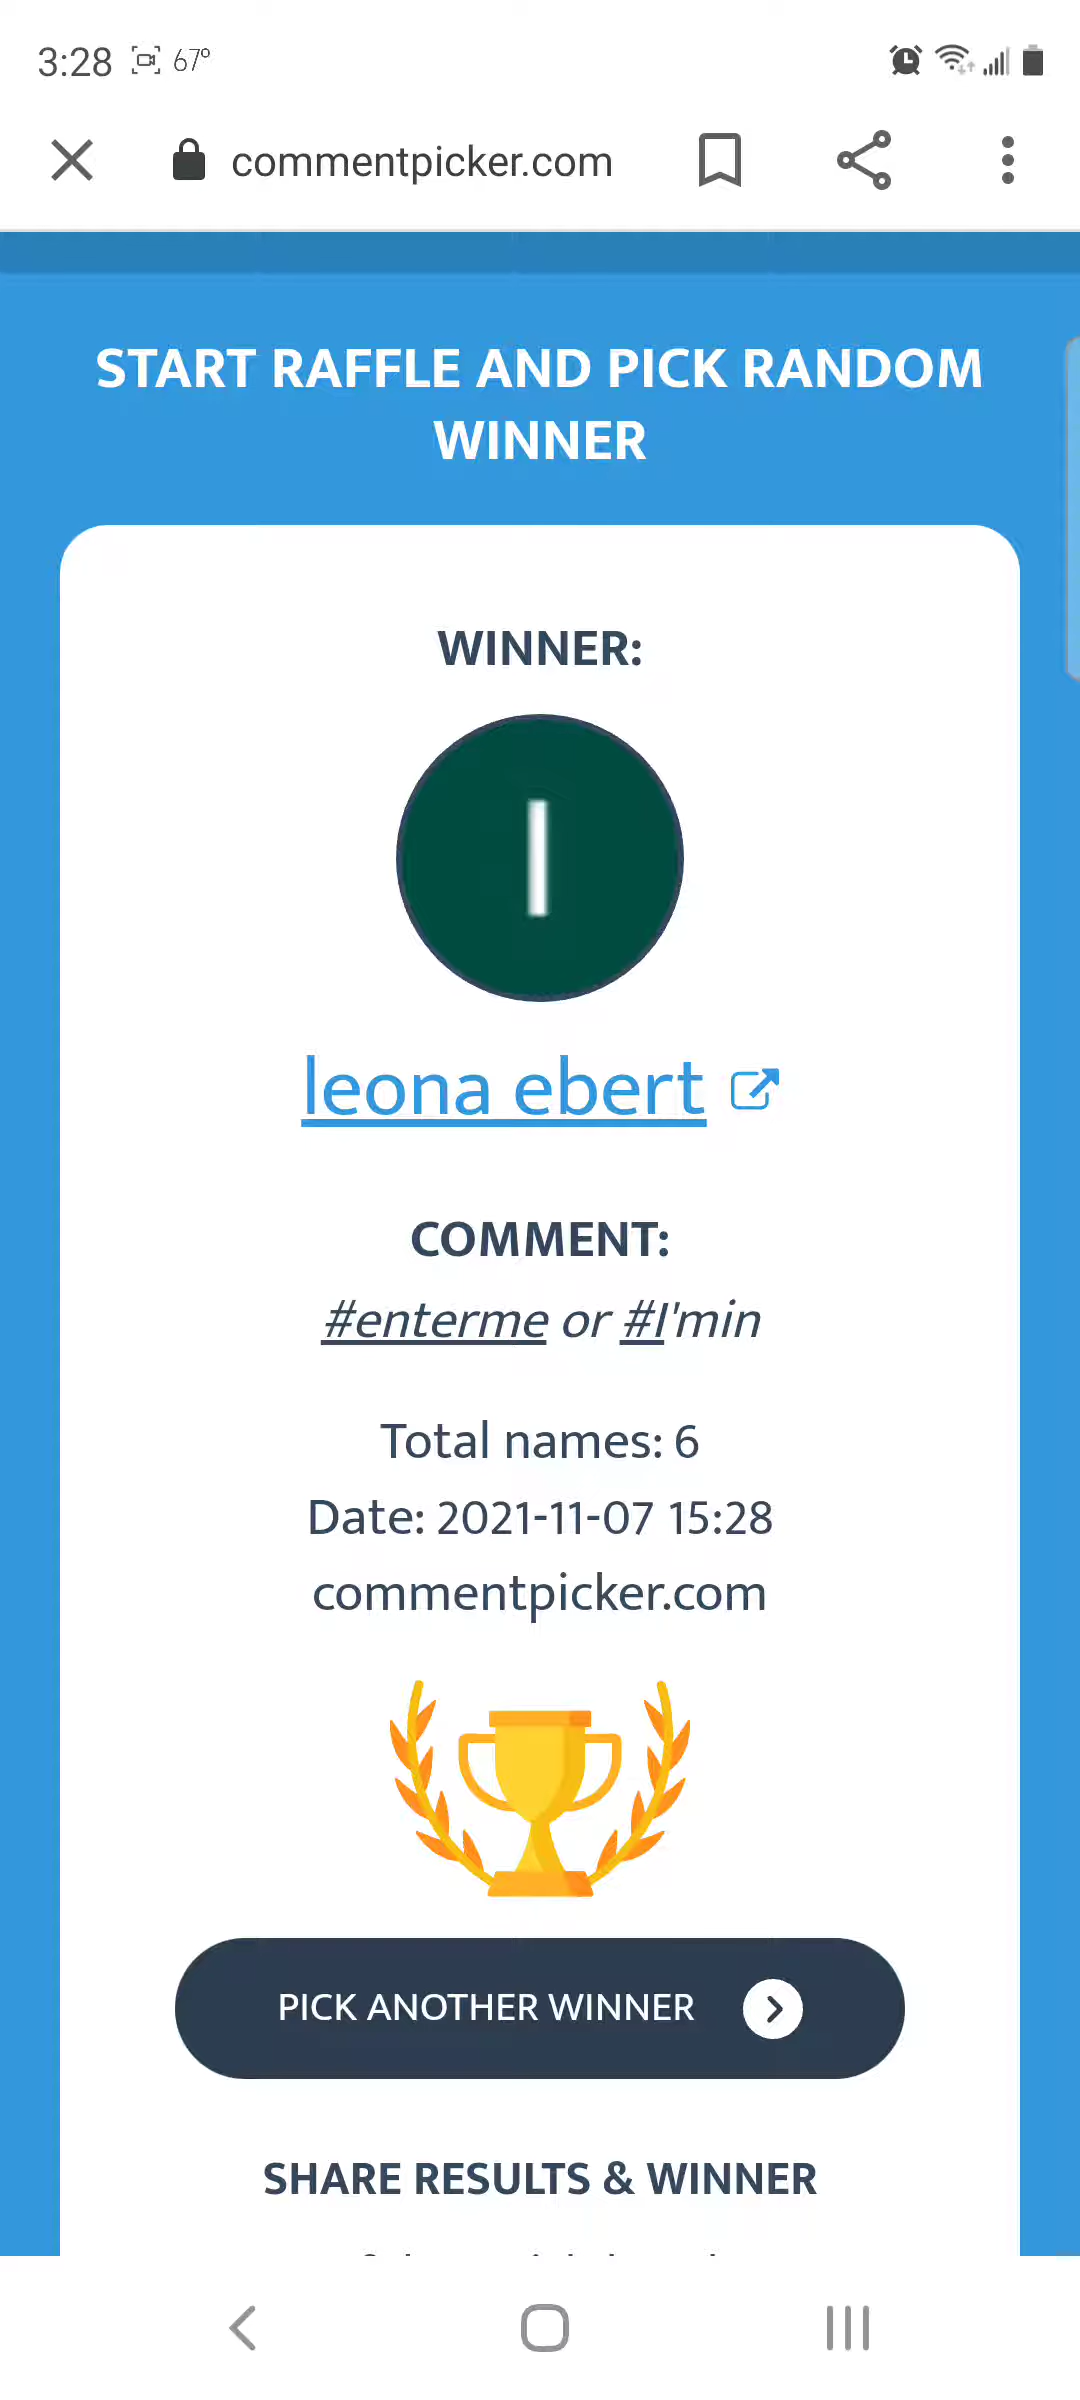 3:28 67°
commentpicker.com
START RAFFLE AND PICK RANDOM
WINNER
WINNER:
l
leona ebert
COMMENT:
#enterme or #I'min
Total names: 6
Date: 2021-11-07 15:28
commentpicker.com
PICK ANOTHER WINNER
SHARE RESULTS & WINNER